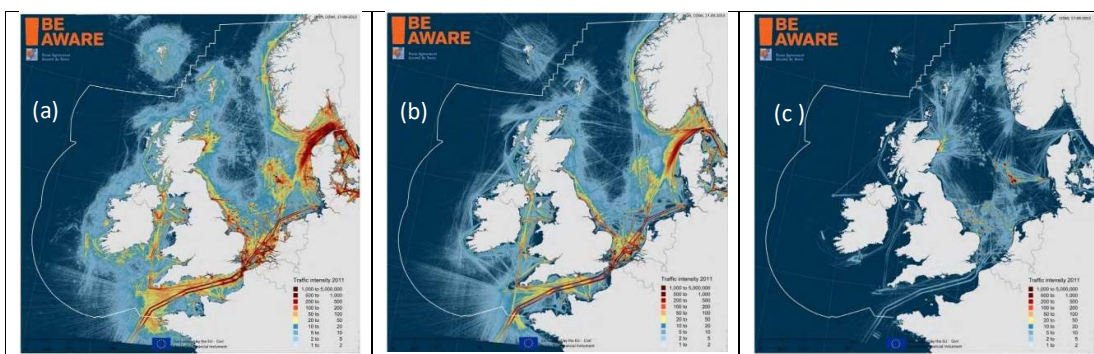 BE
AWARE
(a)
Traffic intensity 2011
1,000 to 5,000,000
500 to 1,000
200 to 500
100 to 200
50 to 100
20 to 50
10 to 20
5 to 10
2 to 5
1 to 2
BE
AWARE
(b)
Traffic intensity 2011
1,000 to 5,000,000
500 to 1,000
200 to 500
100 to 200
50 to 100
20 to 50
10 to 20
5 to 10
2 to 5
1 to 2
BE
AWARE
(c )
Traffic intensity 2011
1,000 to 5,000,000
500 to 1,000
200 to 500
100 to 200
50 to 100
20 to 50
10 to 20
5 to 10
2 to 5
1 to 2